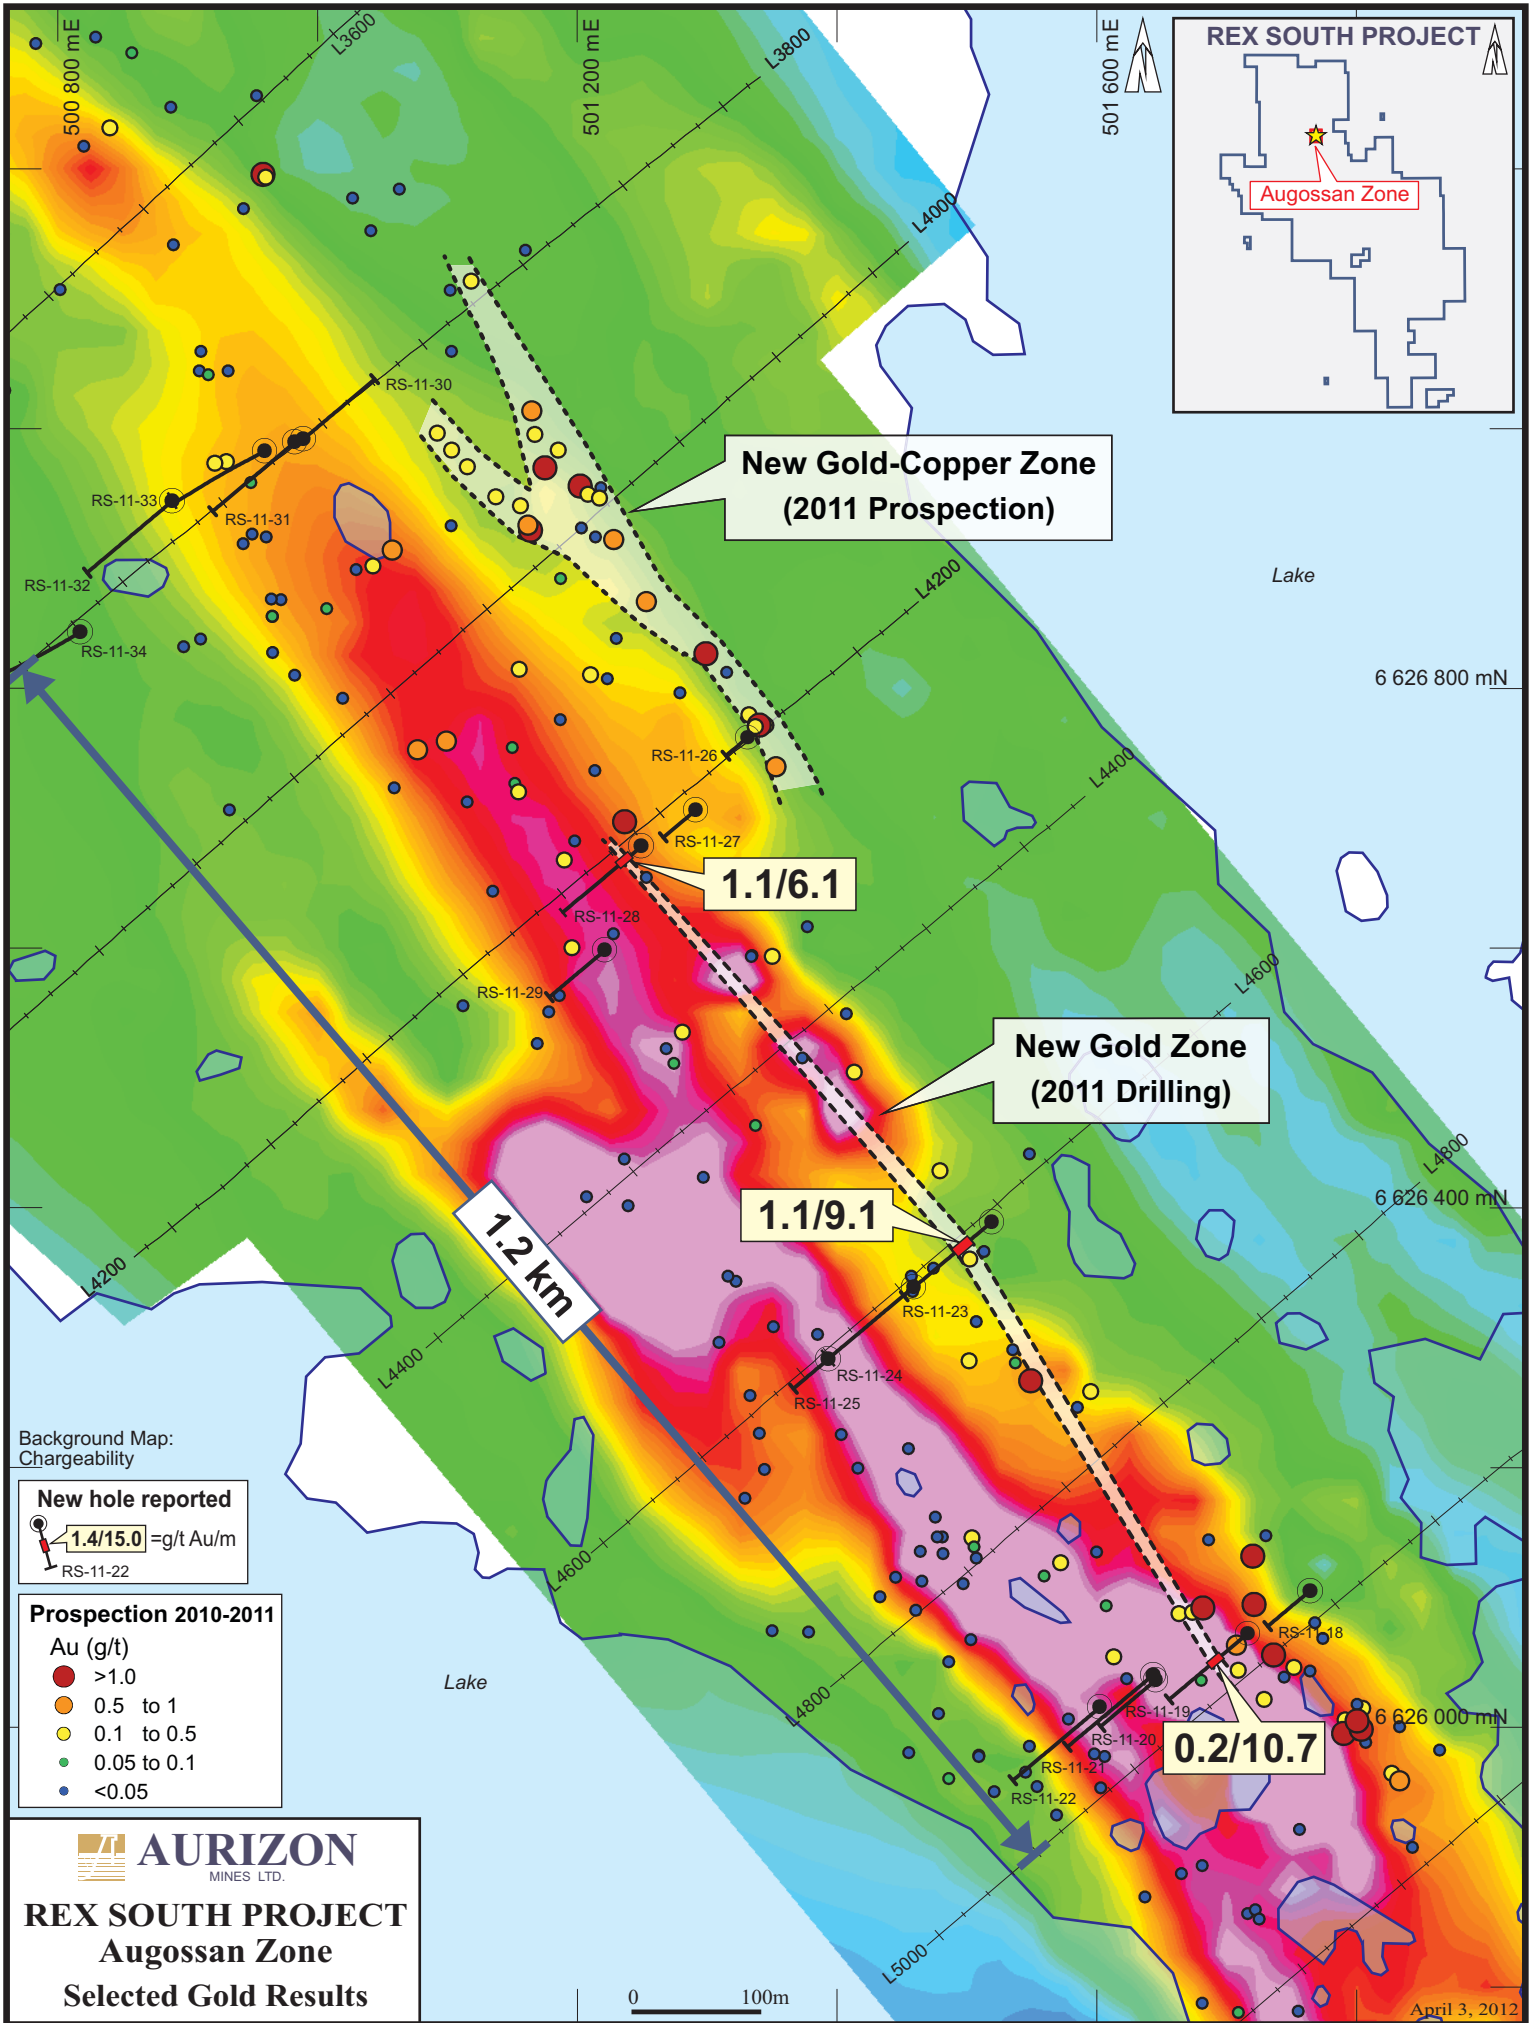 500 800 mE
L3600
501 200 mE
L3800
501 600 mE
REX SOUTH PROJECT
Augossan Zone
L4000
RS-11-30
New Gold-Copper Zone
(2011 Prospection)
RS-11-33
RS-11-31
RS-11-32
L4200
Lake
RS-11-34
6 626 800 mN
RS-11-26
L4400
RS-11-27
1.1/6.1
RS-11-28
L4600
RS-11-29
New Gold Zone
(2011 Drilling)
L4800
1.1/9.1
6 626 400 mN
1.2 km
L4200
RS-11-23
L4400
RS-11-24
RS-11-25
Background Map:
Chargeability
New hole reported
1.4/15.0 =g/t Au/m
RS-11-22
L4600
Prospection 2010-2011
Au (g/t)
>1.0
0.5 to 1
0.1 to 0.5
0.05 to 0.1
<0.05
RS-11-18
Lake
L4800
RS-11-19
6 626 000 mN
RS-11-20
0.2/10.7
RS-11-21
RS-11-22
AURIZON
MINES LTD.
REX SOUTH PROJECT
Augossan Zone
Selected Gold Results
L5000
0 100m
April 3, 2012